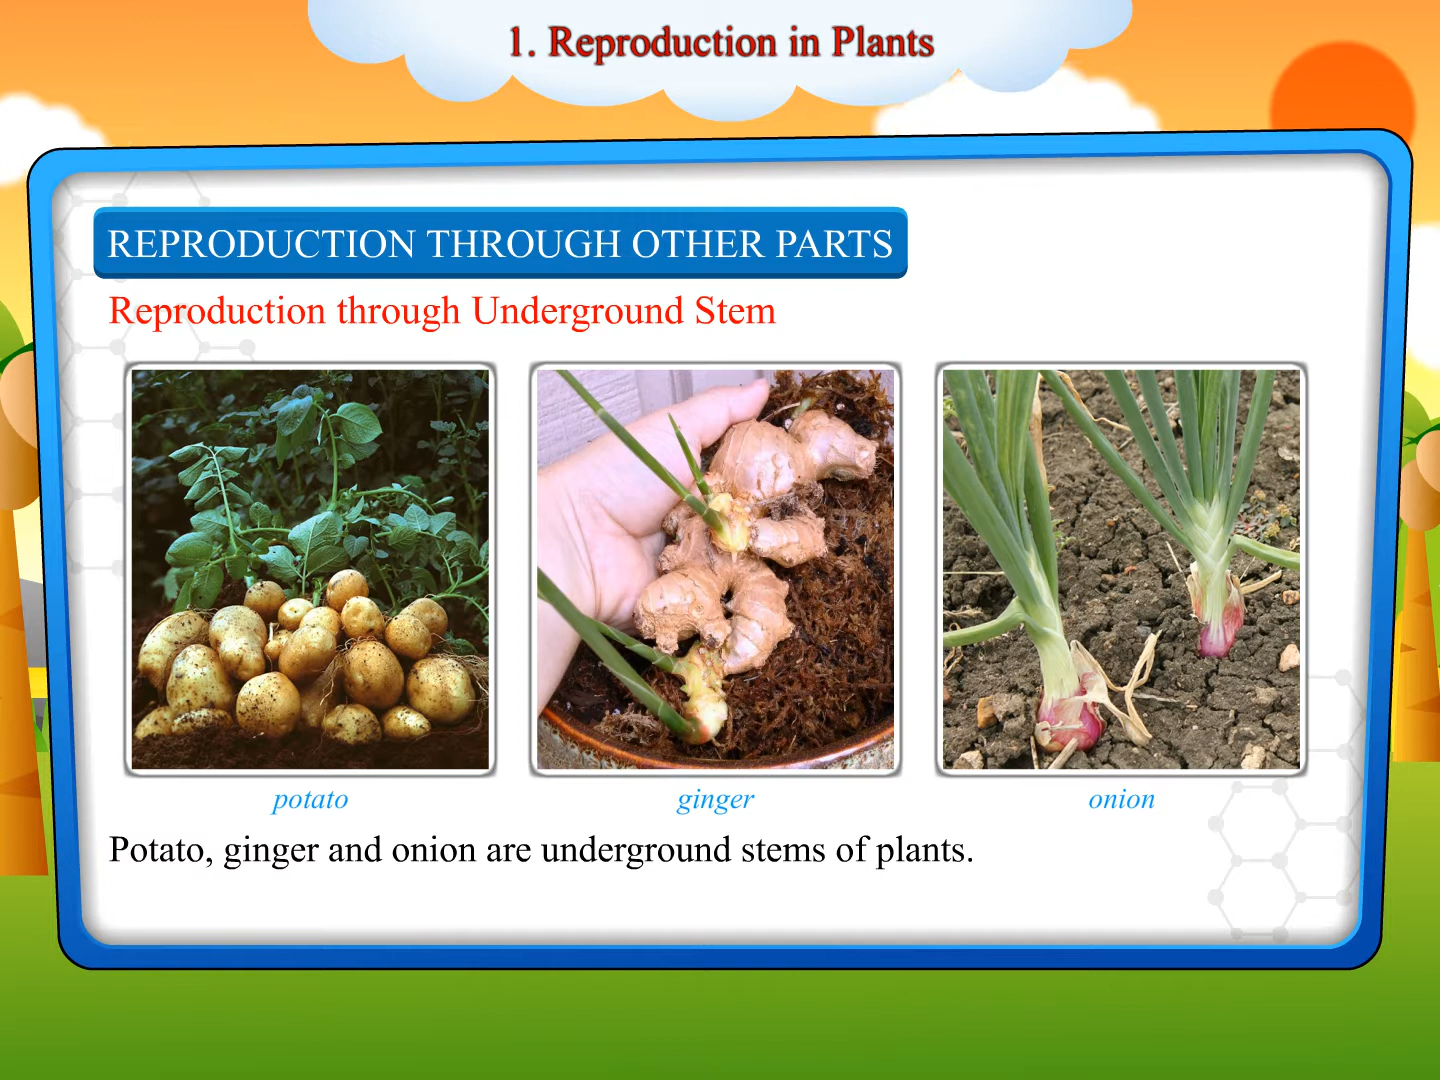 1. Reproduction in Plants
REPRODUCTION THROUGH OTHER PARTS
Reproduction through Underground Stem
potato
ginger
onion
Potato, ginger and onion are underground stems of plants.